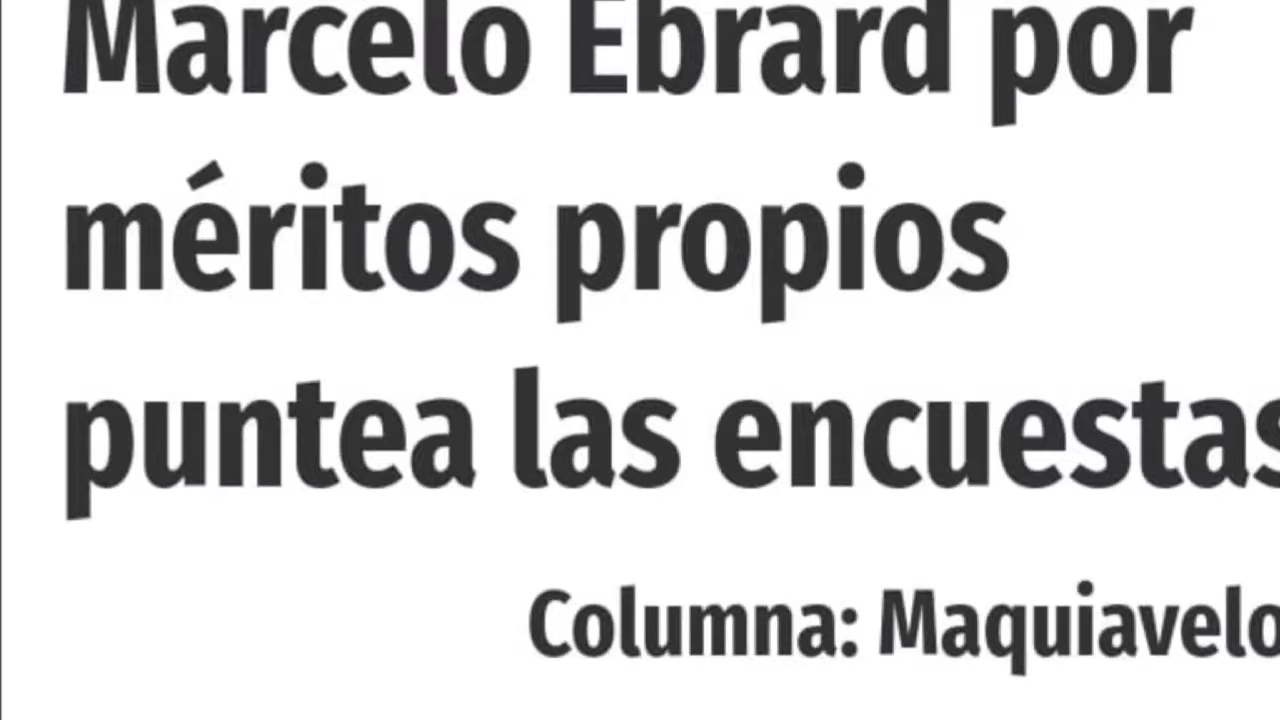 Marcelo Ebrard por
méritos propios
puntea las encuestas
Columna: Maquiavelo